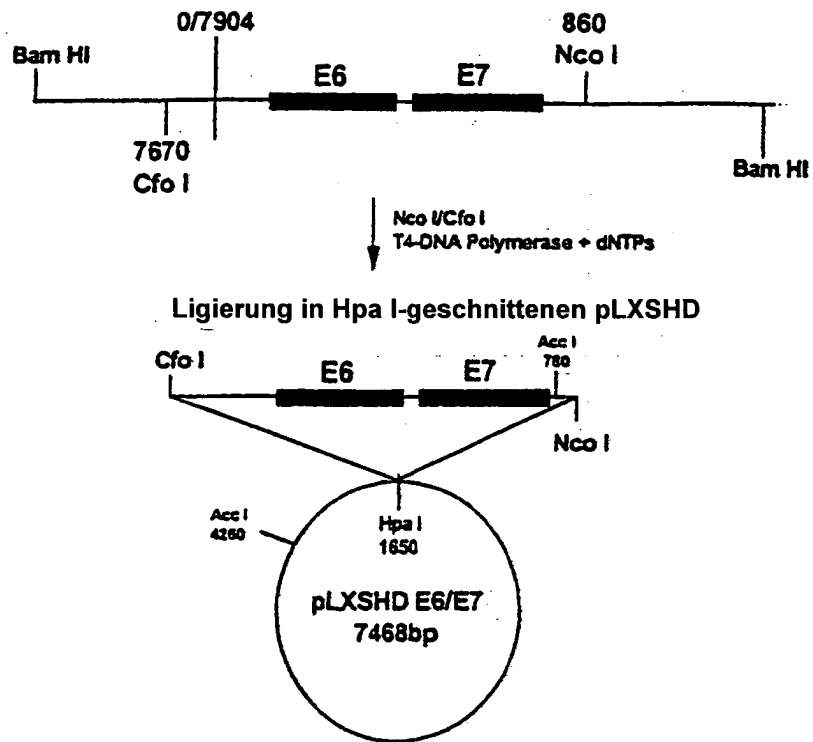 0/7904
860
Bam HI
Nco I
E6
E7
7670
Cfo I
Bam HI
Nco I/Cfo I
T4-DNA Polymerase + dNTPs
Ligierung in Hpa I-geschnittenen pLXSHD
Cfo I
E6
E7
Acc I
780
Nco I
Acc I
4260
Hpa I
1650
pLXSHD E6/E7
7468bp